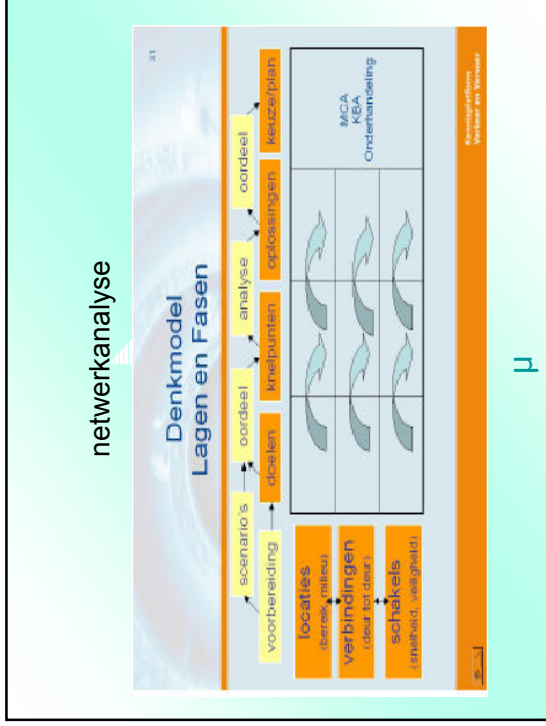 netwerkanalyse
31
Denkmodel
Lagen en Fasen
scenario's
oordeel
analyse
oordeel
voorbereiding
doelen
knelpunten
oplossingen
keuze/plan
locaties
(bereik, milieu)
verbindingen
(deur tot deur)
schakels
(snelheid, veiligheid)
MCA
KBA
Onderhandeling
Kennisplatform
Verkeer en Vervoer
µ